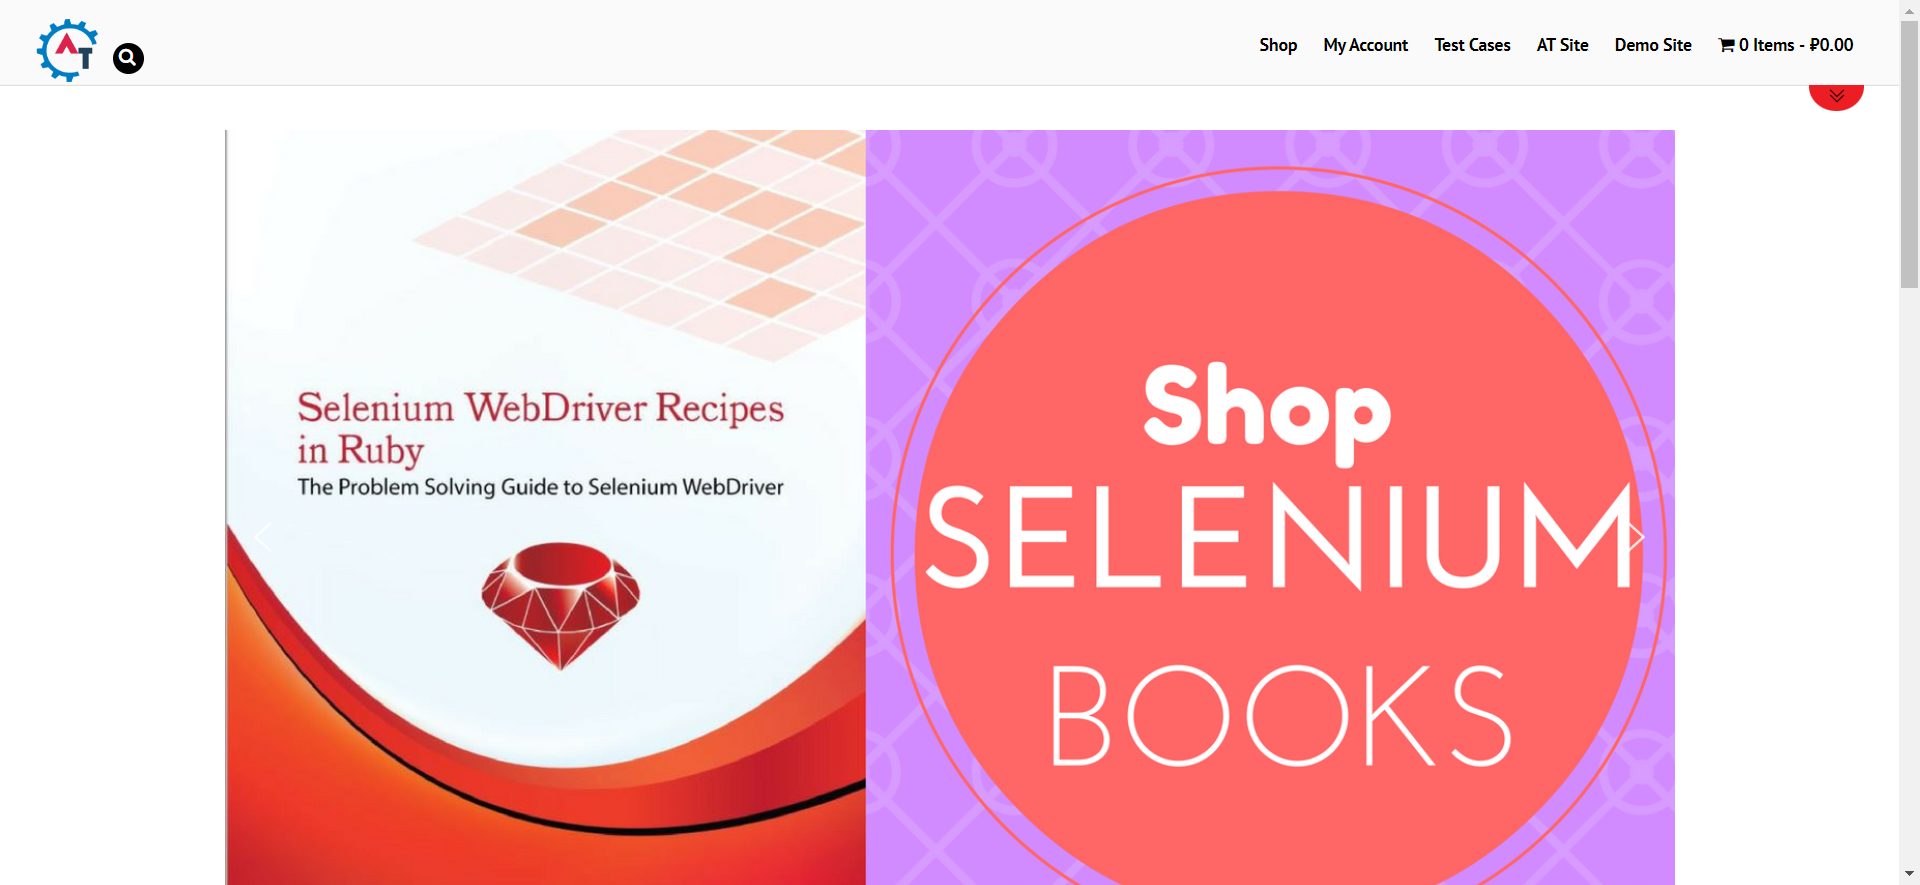 AT
Shop My Account Test Cases AT Site Demo Site 0 Items - ₽0.00
Selenium WebDriver Recipes
in Ruby
The Problem Solving Guide to Selenium WebDriver
Shop
SELENIUM
BOOKS